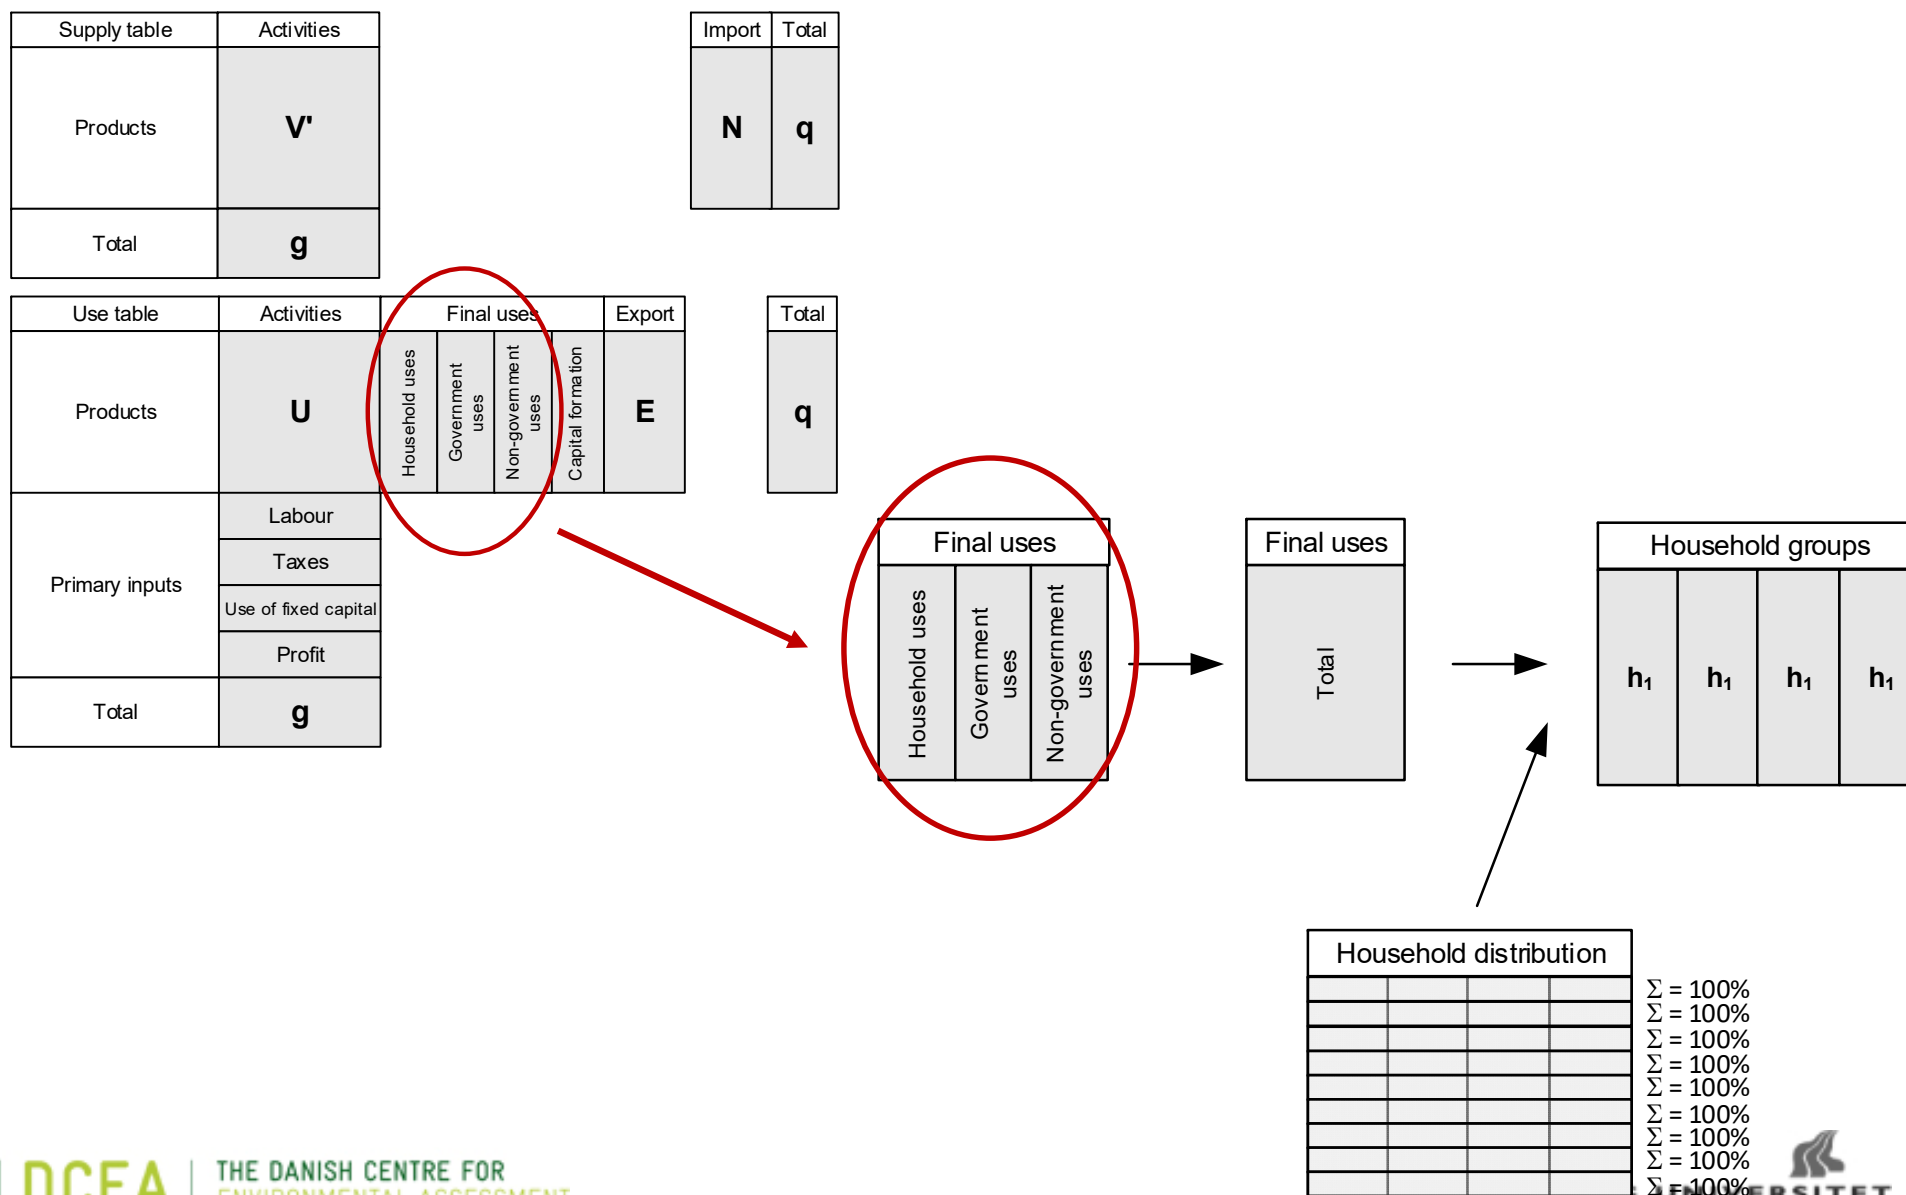 Supply table Activities Import Total
Products V' N q
Total g
Use table Activities Final uses Export Total
Products U Household uses Government uses Non-government uses Capital formation E q
Primary inputs
Labour
Taxes
Use of fixed capital
Profit
Total g
Final uses
Household uses
Government uses
Non-government uses
Final uses
Total
Household groups
h₁ h₁ h₁ h₁
Household distribution
Σ = 100%
Σ = 100%
Σ = 100%
Σ = 100%
Σ = 100%
Σ = 100%
Σ = 100%
Σ = 100%
Σ = 100%
DCEA
THE DANISH CENTRE FOR
ENVIRONMENTAL ASSESSMENT